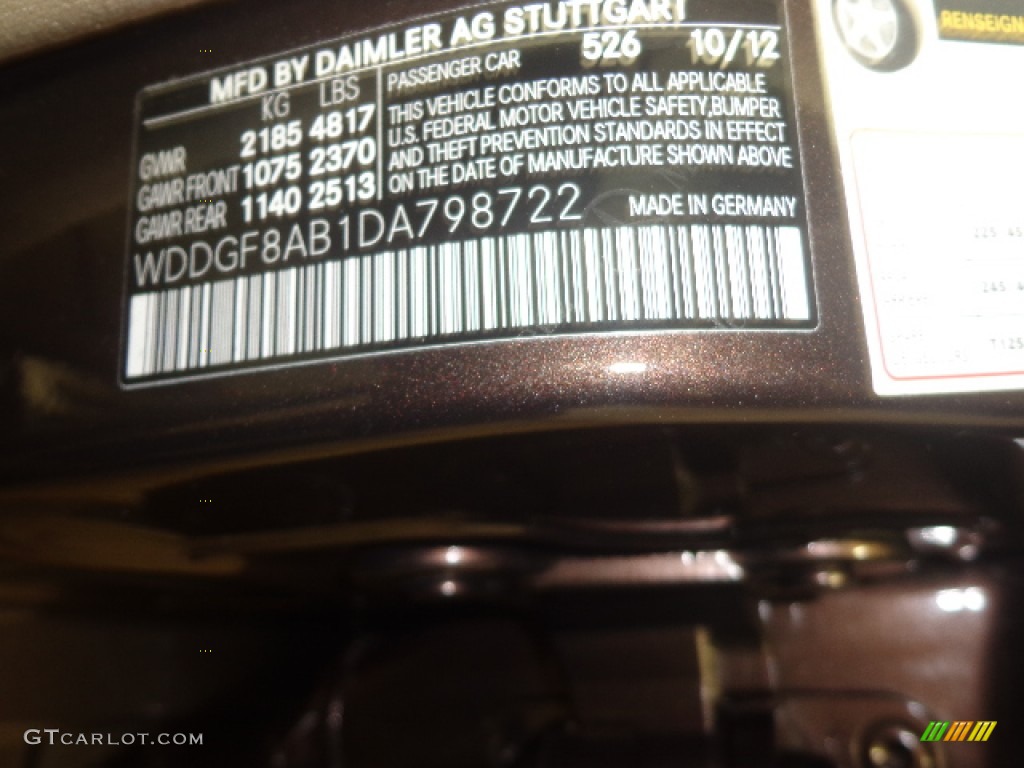 MFD BY DAIMLER AG STUTTGART
KG LBS
GVWR 2185 4817
GAWR FRONT 1075 2370
GAWR REAR 1140 2513
PASSENGER CAR 526 10/12
THIS VEHICLE CONFORMS TO ALL APPLICABLE
U.S. FEDERAL MOTOR VEHICLE SAFETY,BUMPER
AND THEFT PREVENTION STANDARDS IN EFFECT
ON THE DATE OF MANUFACTURE SHOWN ABOVE
WDDGF8AB1DA798722 MADE IN GERMANY
GTCARLOT.COM